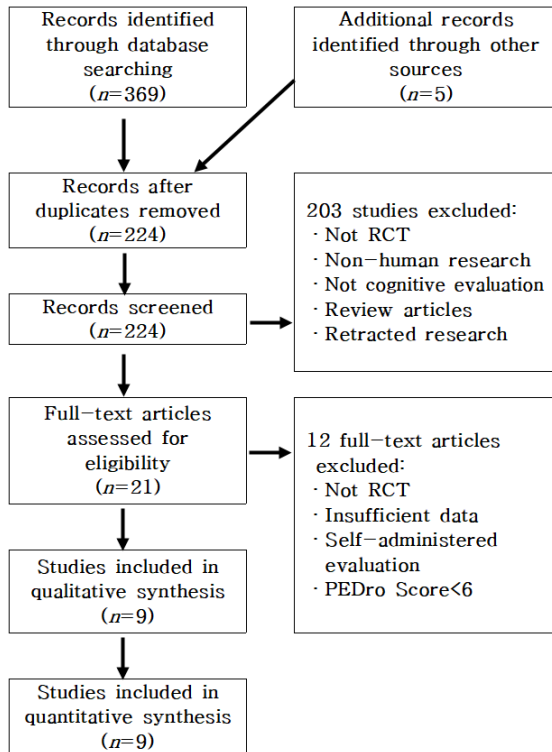 Records identified
through database
searching
(n=369)
Additional records
identified through other
sources
(n=5)
Records after
duplicates removed
(n=224)
203 studies excluded:
· Not RCT
· Non-human research
· Not cognitive evaluation
· Review articles
· Retracted research
Records screened
(n=224)
Full-text articles
assessed for
eligibility
(n=21)
12 full-text articles
excluded:
· Not RCT
· Insufficient data
· Self-administered
evaluation
· PEDro Score<6
Studies included in
qualitative synthesis
(n=9)
Studies included in
quantitative synthesis
(n=9)